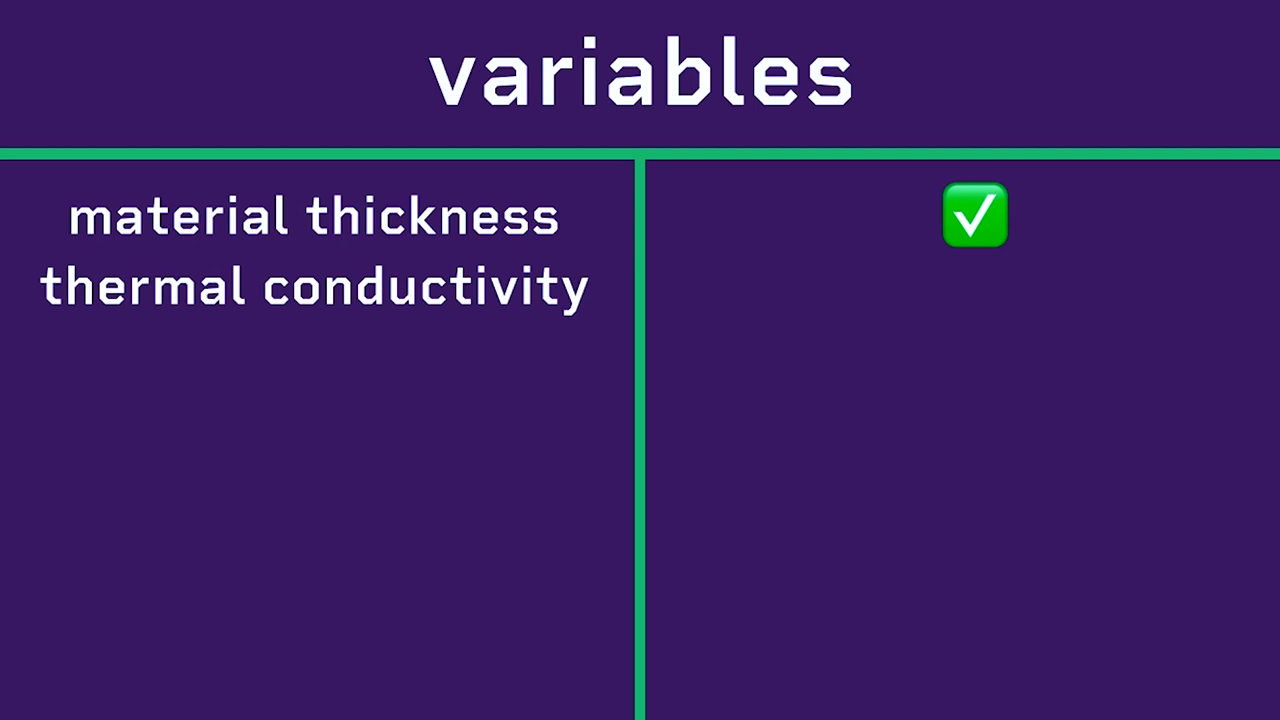 variables
material thickness
✅
thermal conductivity